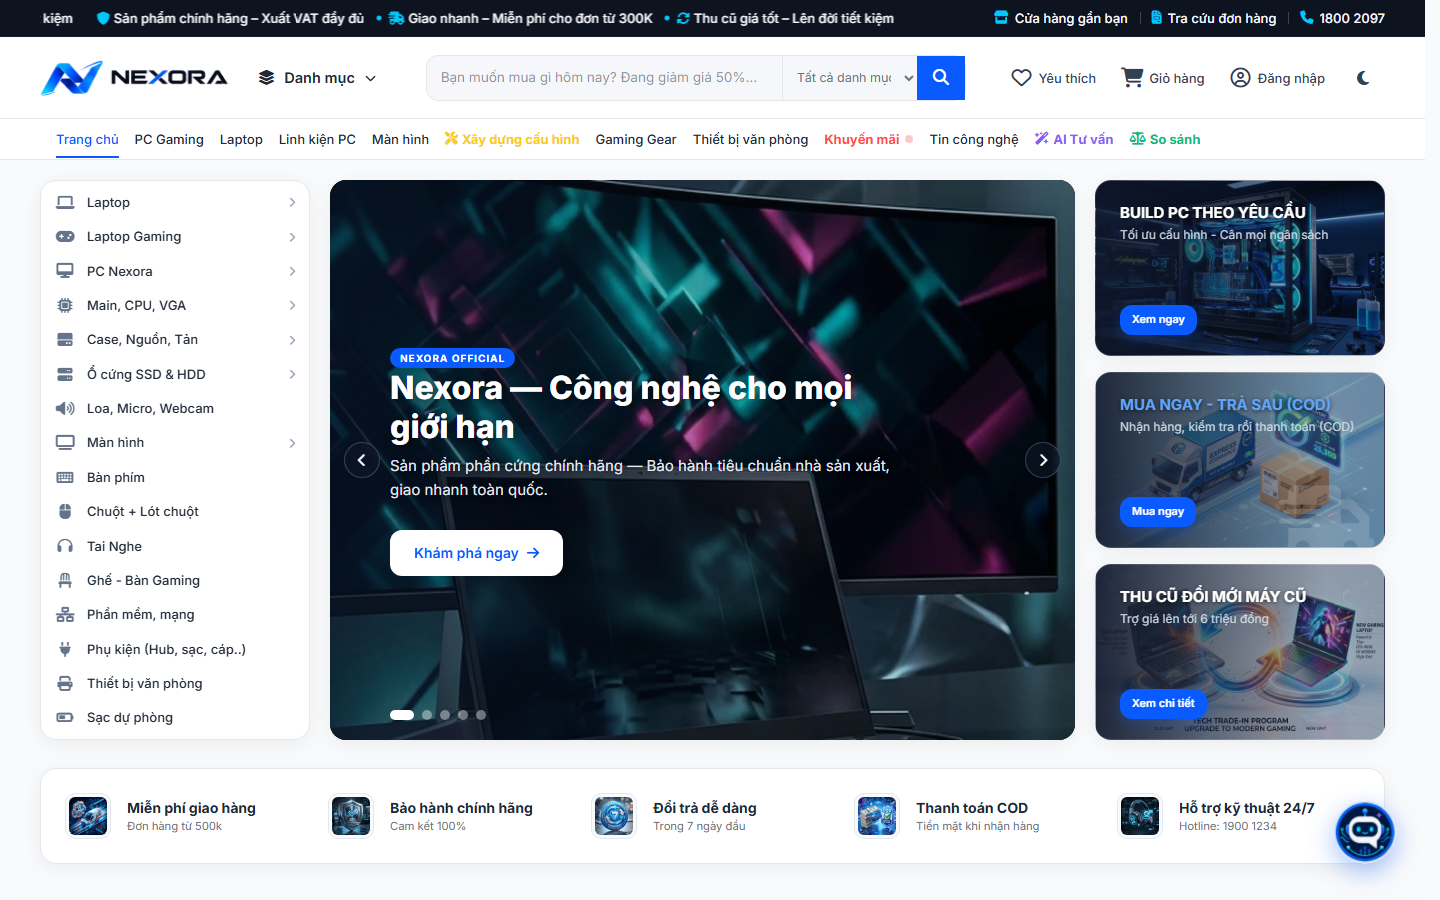 kiệm
Sản phẩm chính hãng – Xuất VAT đầy đủ
Giao nhanh – Miễn phí cho đơn từ 300K
Thu cũ giá tốt – Lên đời tiết kiệm
Cửa hàng gần bạn
Tra cứu đơn hàng
1800 2097
NEXORA
Danh mục
Bạn muốn mua gì hôm nay? Đang giảm giá 50%...
Tất cả danh mục
Yêu thích
Giỏ hàng
Đăng nhập
Trang chủ
PC Gaming
Laptop
Linh kiện PC
Màn hình
Xây dựng cấu hình
Gaming Gear
Thiết bị văn phòng
Khuyến mãi
Tin công nghệ
AI Tư vấn
So sánh
Laptop
Laptop Gaming
PC Nexora
Main, CPU, VGA
Case, Nguồn, Tản
Ổ cứng SSD & HDD
Loa, Micro, Webcam
Màn hình
Bàn phím
Chuột + Lót chuột
Tai Nghe
Ghế - Bàn Gaming
Phần mềm, mạng
Phụ kiện (Hub, sạc, cáp..)
Thiết bị văn phòng
Sạc dự phòng
NEXORA OFFICIAL
Nexora — Công nghệ cho mọi
giới hạn
Sản phẩm phần cứng chính hãng — Bảo hành tiêu chuẩn nhà sản xuất,
giao nhanh toàn quốc.
Khám phá ngay
BUILD PC THEO YÊU CẦU
Tối ưu cấu hình - Cân mọi ngân sách
Xem ngay
MUA NGAY - TRẢ SAU (COD)
Nhận hàng, kiểm tra rồi thanh toán (COD)
Mua ngay
THU CŨ ĐỔI MỚI MÁY CŨ
Trợ giá lên tới 6 triệu đồng
Xem chi tiết
TECH TRADE-IN PROGRAM
UPGRADE TO MODERN GAMING
Miễn phí giao hàng
Đơn hàng từ 500k
Bảo hành chính hãng
Cam kết 100%
Đổi trả dễ dàng
Trong 7 ngày đầu
Thanh toán COD
Tiền mặt khi nhận hàng
Hỗ trợ kỹ thuật 24/7
Hotline: 1900 1234